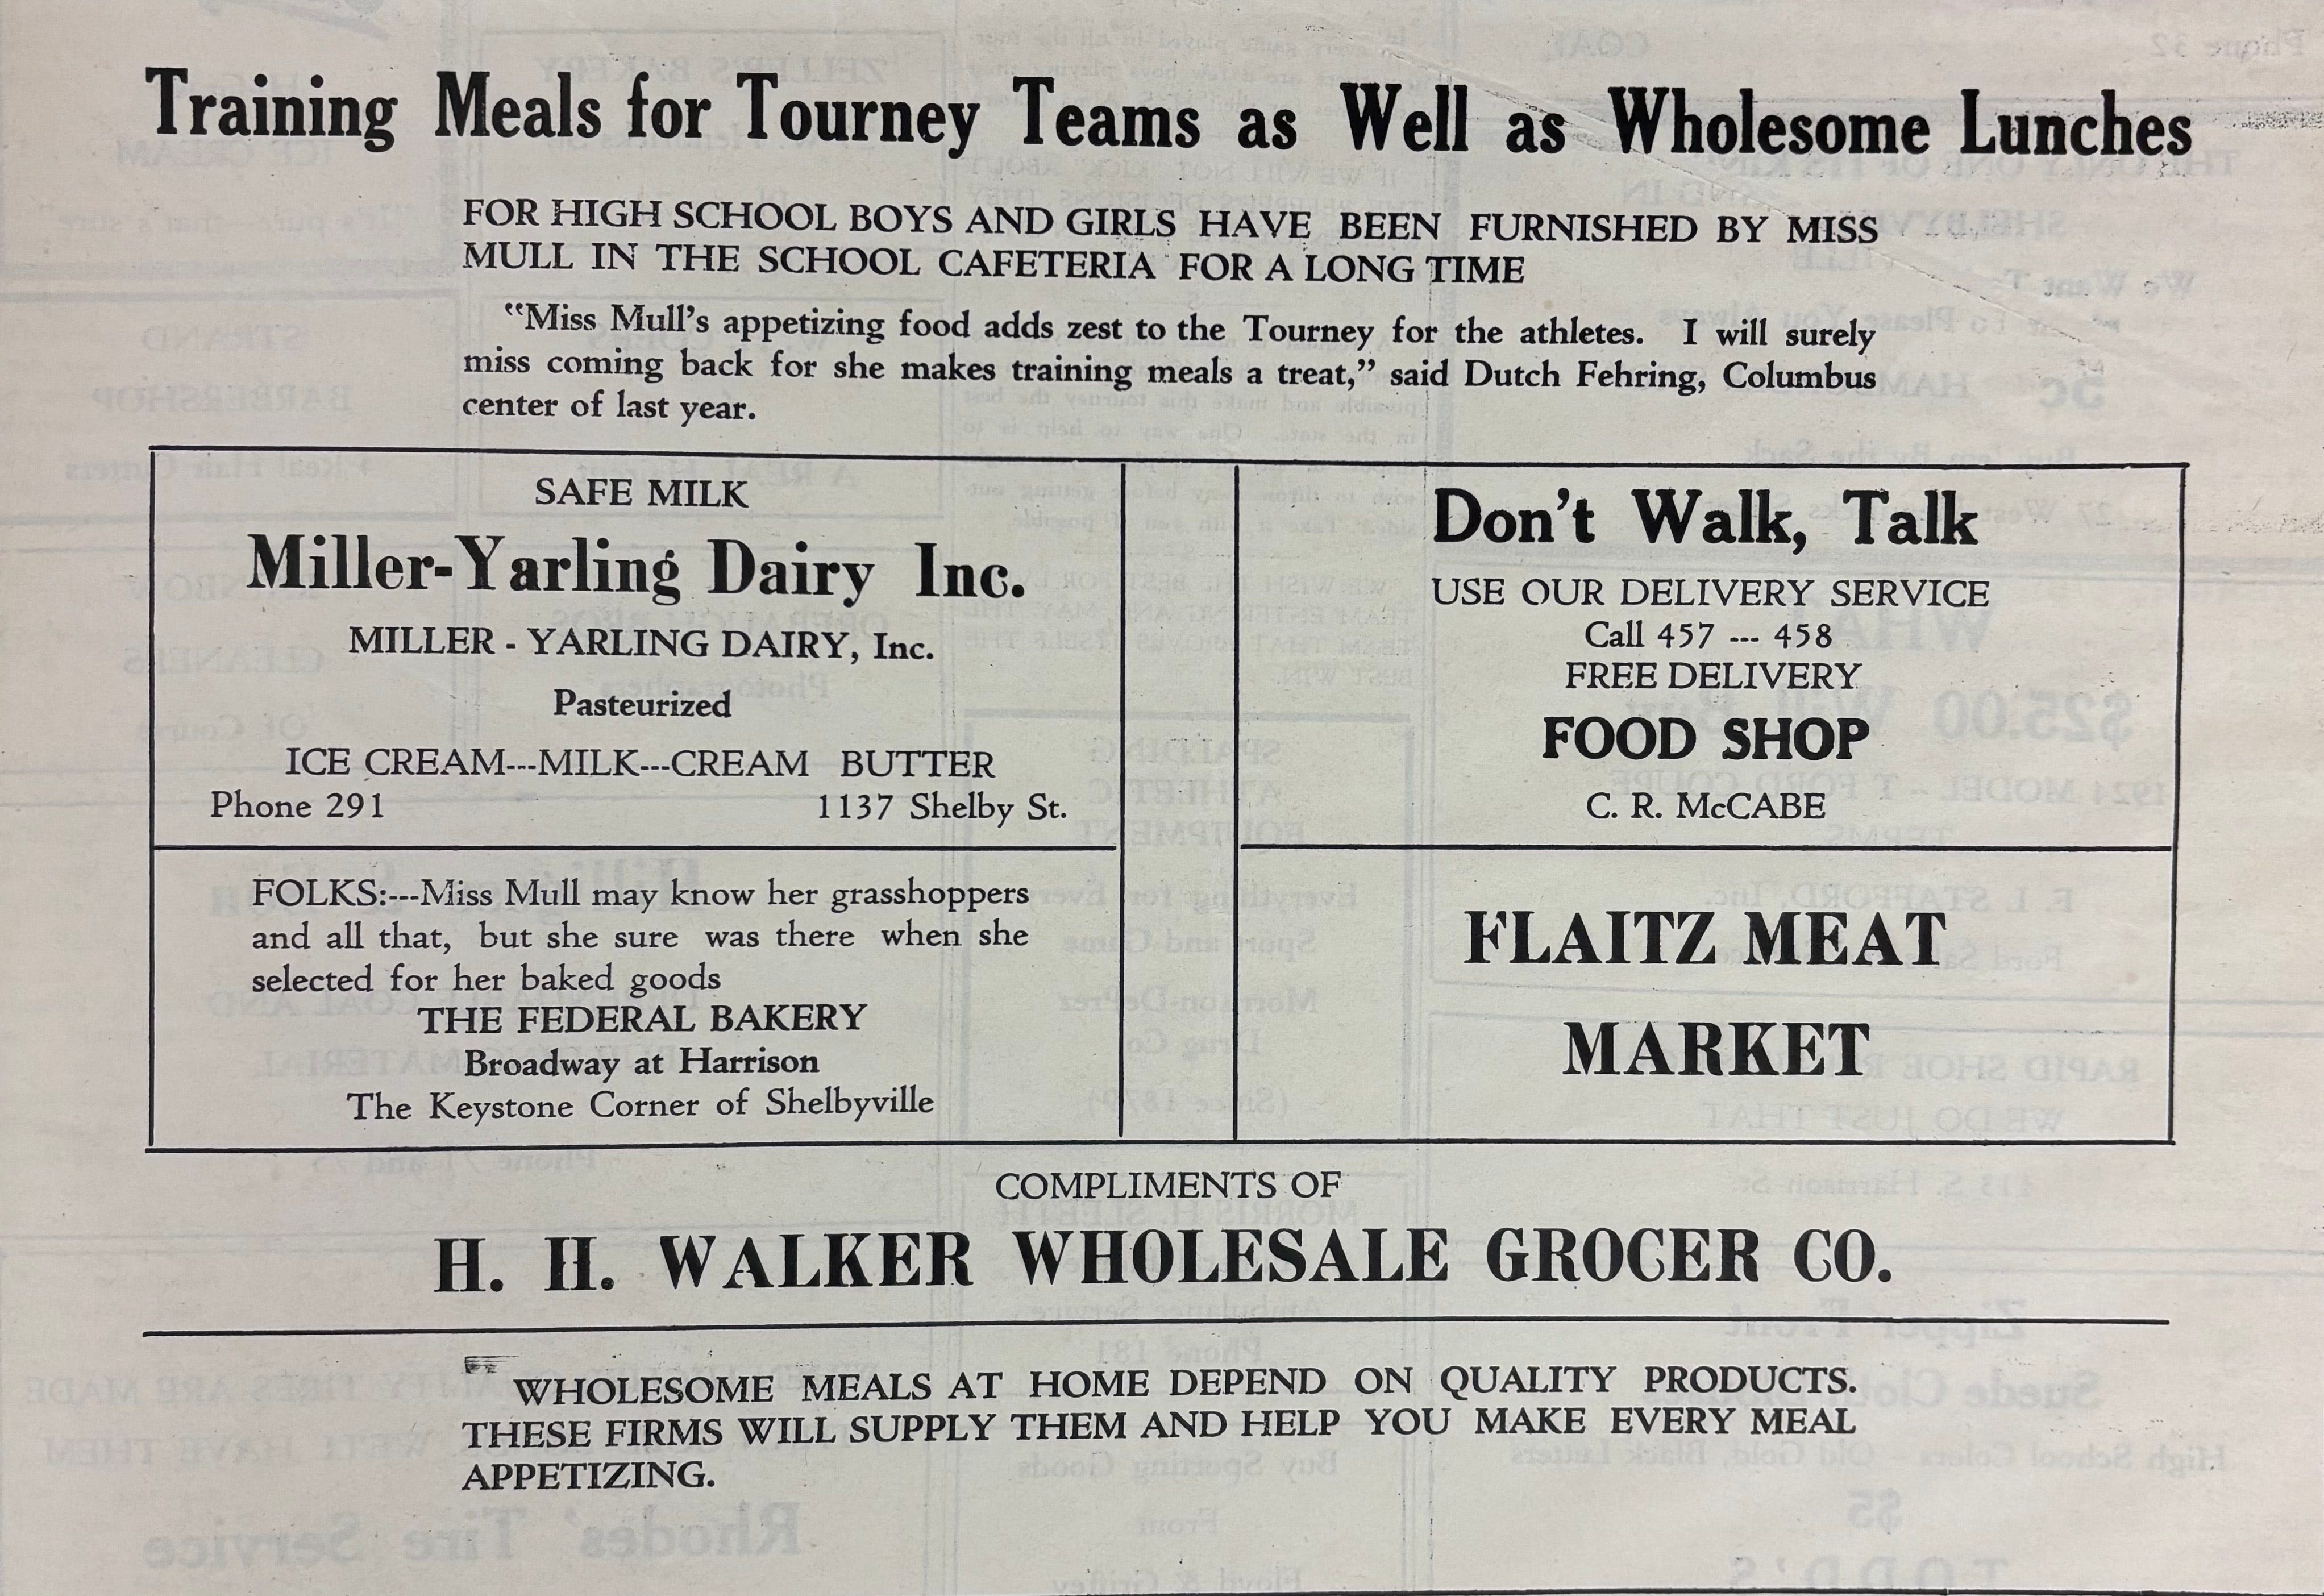 Training Meals for Tourney Teams as Well as Wholesome Lunches
FOR HIGH SCHOOL BOYS AND GIRLS HAVE BEEN FURNISHED BY MISS
MULL IN THE SCHOOL CAFETERIA FOR A LONG TIME
"Miss Mull's appetizing food adds zest to the Tourney for the athletes. I will surely
miss coming back for she makes training meals a treat," said Dutch Fehring, Columbus
center of last year.
SAFE MILK
Miller-Yarling Dairy Inc.
MILLER - YARLING DAIRY, Inc.
Pasteurized
ICE CREAM---MILK---CREAM BUTTER
Phone 291 1137 Shelby St.
Don't Walk, Talk
USE OUR DELIVERY SERVICE
Call 457 --- 458
FREE DELIVERY
FOOD SHOP
C. R. McCABE
FOLKS:---Miss Mull may know her grasshoppers
and all that, but she sure was there when she
selected for her baked goods
THE FEDERAL BAKERY
Broadway at Harrison
The Keystone Corner of Shelbyville
FLAITZ MEAT
MARKET
COMPLIMENTS OF
H. H. WALKER WHOLESALE GROCER CO.
WHOLESOME MEALS AT HOME DEPEND ON QUALITY PRODUCTS.
THESE FIRMS WILL SUPPLY THEM AND HELP YOU MAKE EVERY MEAL
APPETIZING.